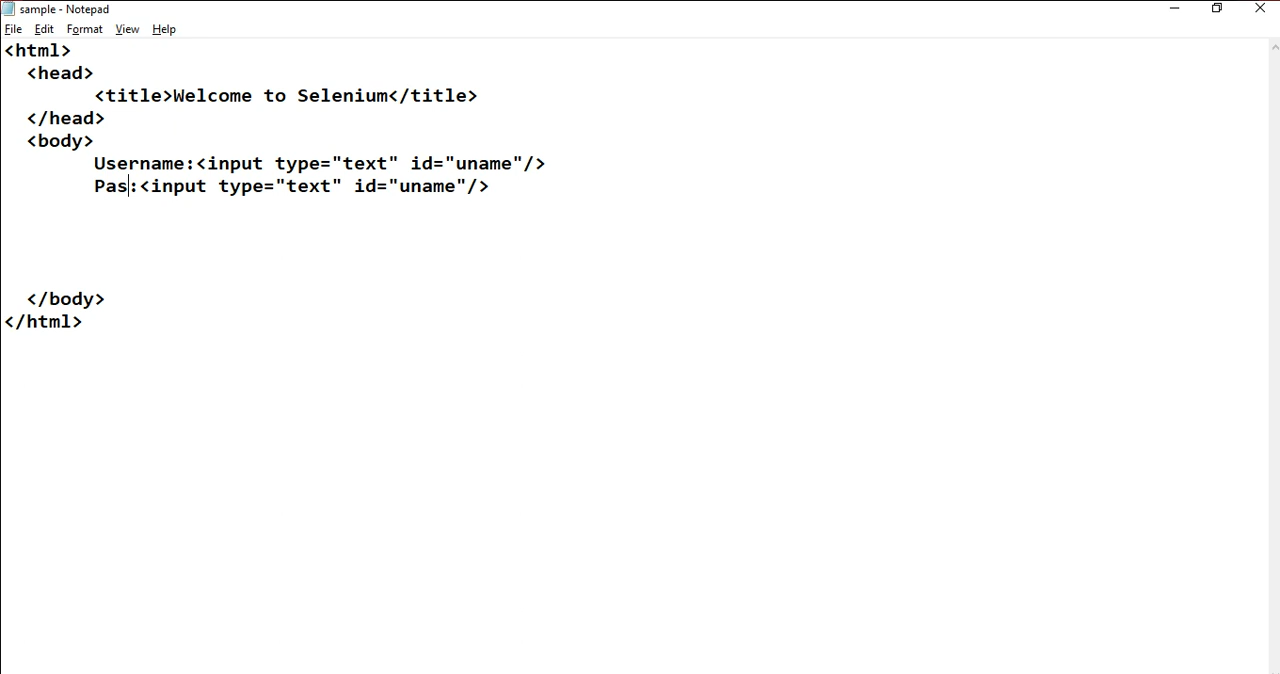 sample - Notepad
File Edit Format View Help
<html>
<head>
<title>Welcome to Selenium</title>
</head>
<body>
Username:<input type="text" id="uname"/>
Pas:<input type="text" id="uname"/>
</body>
</html>